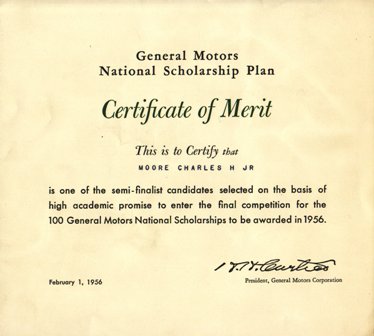 General Motors
National Scholarship Plan
Certificate of Merit
This is to Certify that
MOORE CHARLES H JR
is one of the semi-finalist candidates selected on the basis of
high academic promise to enter the final competition for the
100 General Motors National Scholarships to be awarded in 1956.
H. H. Curtice
February 1, 1956
President, General Motors Corporation